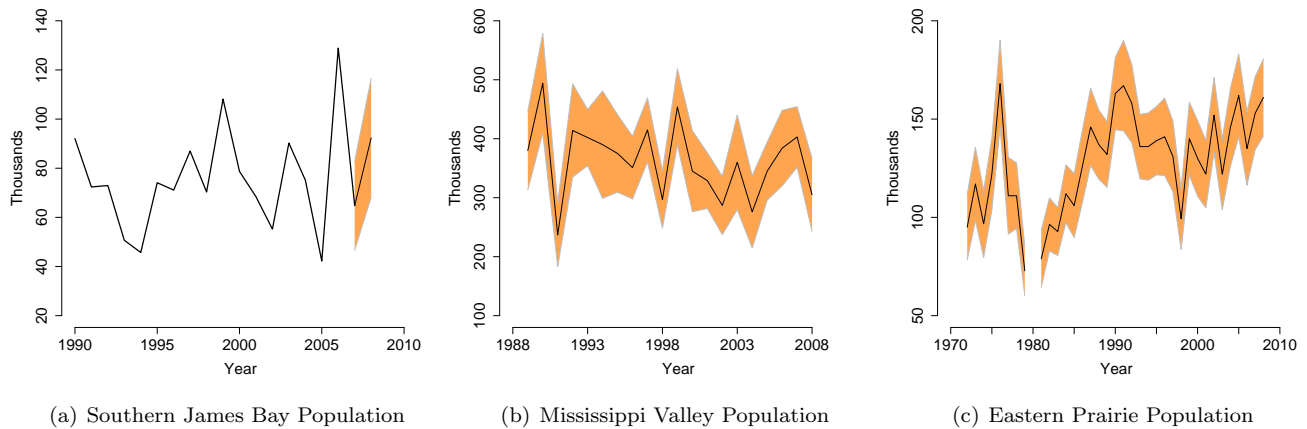 140
120
100
80
60
40
20
Thousands
1990 1995 2000 2005 2010
Year
(a) Southern James Bay Population
600
500
400
300
200
100
Thousands
1988 1993 1998 2003 2008
Year
(b) Mississippi Valley Population
200
150
100
50
Thousands
1970 1980 1990 2000 2010
Year
(c) Eastern Prairie Population